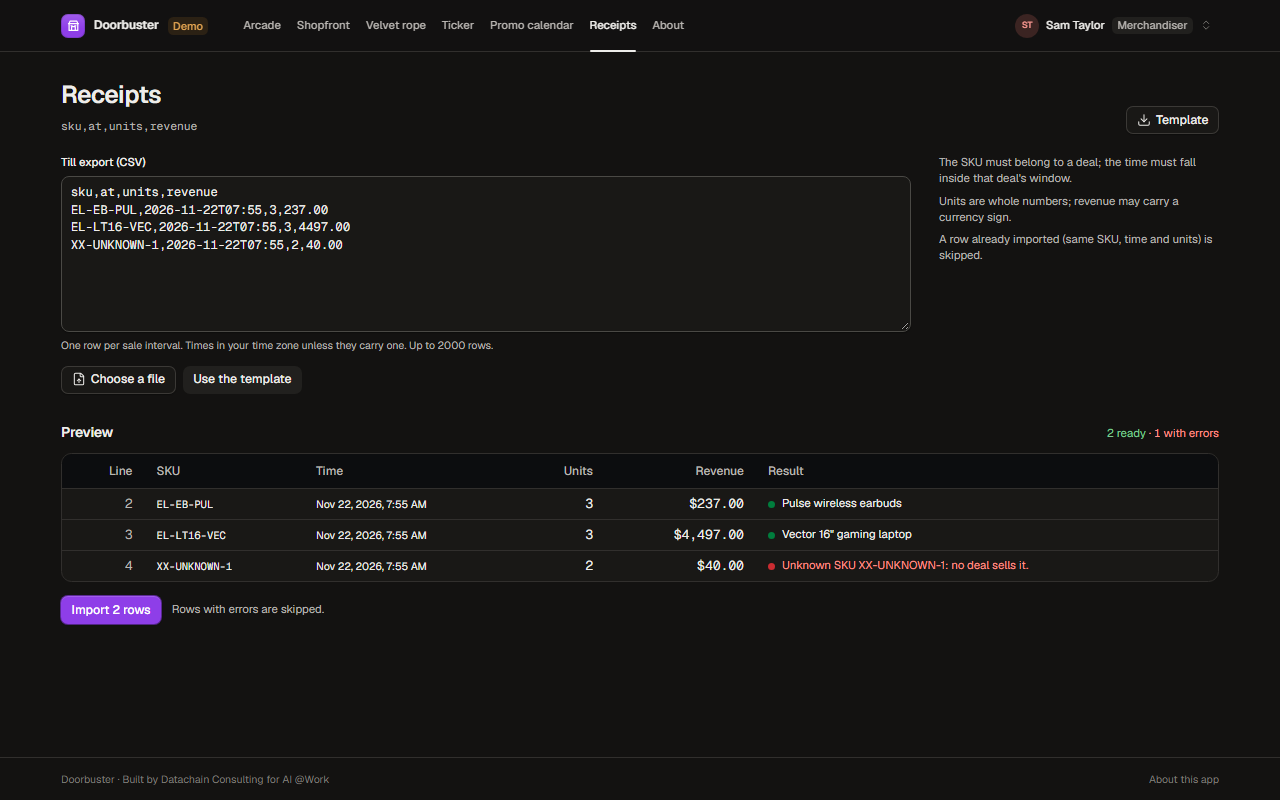 Doorbuster Demo Arcade Shopfront Velvet rope Ticker Promo calendar Receipts About ST Sam Taylor Merchandiser
Receipts
sku,at,units,revenue
Template
Till export (CSV)
sku,at,units,revenue
EL-EB-PUL,2026-11-22T07:55,3,237.00
EL-LT16-VEC,2026-11-22T07:55,3,4497.00
XX-UNKNOWN-1,2026-11-22T07:55,2,40.00
The SKU must belong to a deal; the time must fall
inside that deal's window.
Units are whole numbers; revenue may carry a
currency sign.
A row already imported (same SKU, time and units) is
skipped.
One row per sale interval. Times in your time zone unless they carry one. Up to 2000 rows.
Choose a file Use the template
Preview 2 ready · 1 with errors
Line SKU Time Units Revenue Result
2 EL-EB-PUL Nov 22, 2026, 7:55 AM 3 $237.00 Pulse wireless earbuds
3 EL-LT16-VEC Nov 22, 2026, 7:55 AM 3 $4,497.00 Vector 16" gaming laptop
4 XX-UNKNOWN-1 Nov 22, 2026, 7:55 AM 2 $40.00 Unknown SKU XX-UNKNOWN-1: no deal sells it.
Import 2 rows Rows with errors are skipped.
Doorbuster · Built by Datachain Consulting for AI @Work About this app